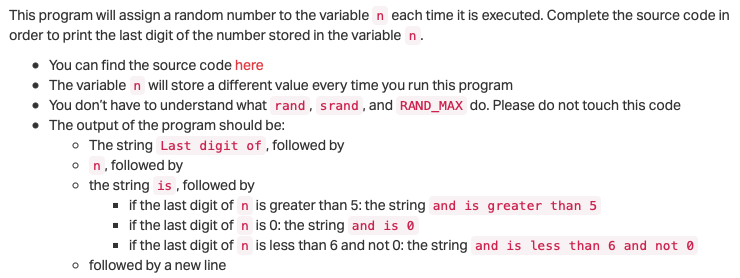 This program will assign a random number to the variable n each time it is executed. Complete the source code in
order to print the last digit of the number stored in the variable n.
• You can find the source code here
• The variable n will store a different value every time you run this program
• You don't have to understand what rand, srand, and RAND_MAX do. Please do not touch this code
• The output of the program should be:
◦ The string Last digit of, followed by
◦ n, followed by
◦ the string is, followed by
▪ if the last digit of n is greater than 5: the string and is greater than 5
▪ if the last digit of n is 0: the string and is 0
▪ if the last digit of n is less than 6 and not 0: the string and is less than 6 and not 0
◦ followed by a new line